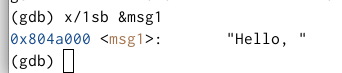 (gdb) x/1sb &msg1
0x804a000 <msg1>:       "Hello, "
(gdb)